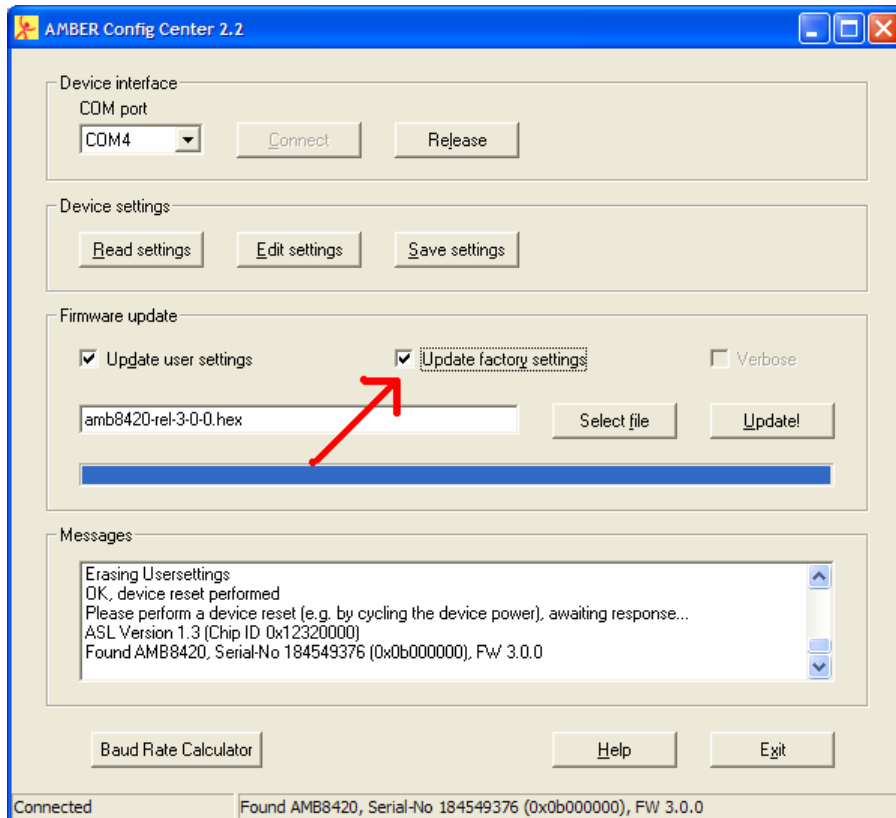 AMBER Config Center 2.2
Device interface
COM port
COM4
Connect
Release
Device settings
Read settings
Edit settings
Save settings
Firmware update
Update user settings
Update factory settings
Verbose
amb8420-rel-3-0-0.hex
Select file
Update!
Messages
Erasing Usersettings
OK, device reset performed
Please perform a device reset (e.g. by cycling the device power), awaiting response...
ASL Version 1.3 (Chip ID 0x12320000)
Found AMB8420, Serial-No 184549376 (0x0b000000), FW 3.0.0
Baud Rate Calculator
Help
Exit
Connected
Found AMB8420, Serial-No 184549376 (0x0b000000), FW 3.0.0